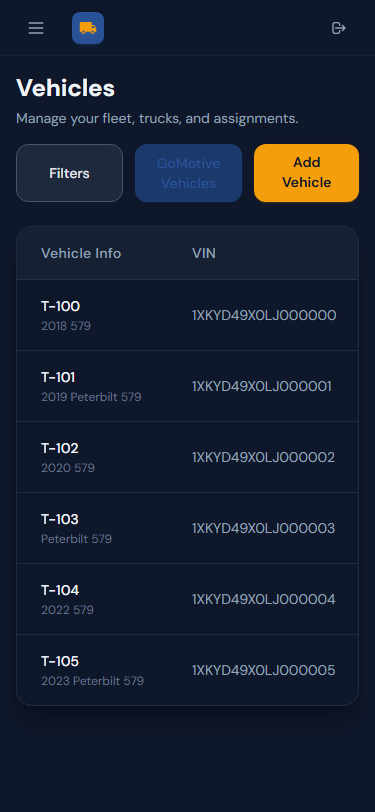 Vehicles
Manage your fleet, trucks, and assignments.
Filters
GoMotive
Vehicles
Add
Vehicle
Vehicle Info VIN
T-100
2018 579
1XKYD49X0LJ000000
T-101
2019 Peterbilt 579
1XKYD49X0LJ000001
T-102
2020 579
1XKYD49X0LJ000002
T-103
Peterbilt 579
1XKYD49X0LJ000003
T-104
2022 579
1XKYD49X0LJ000004
T-105
2023 Peterbilt 579
1XKYD49X0LJ000005